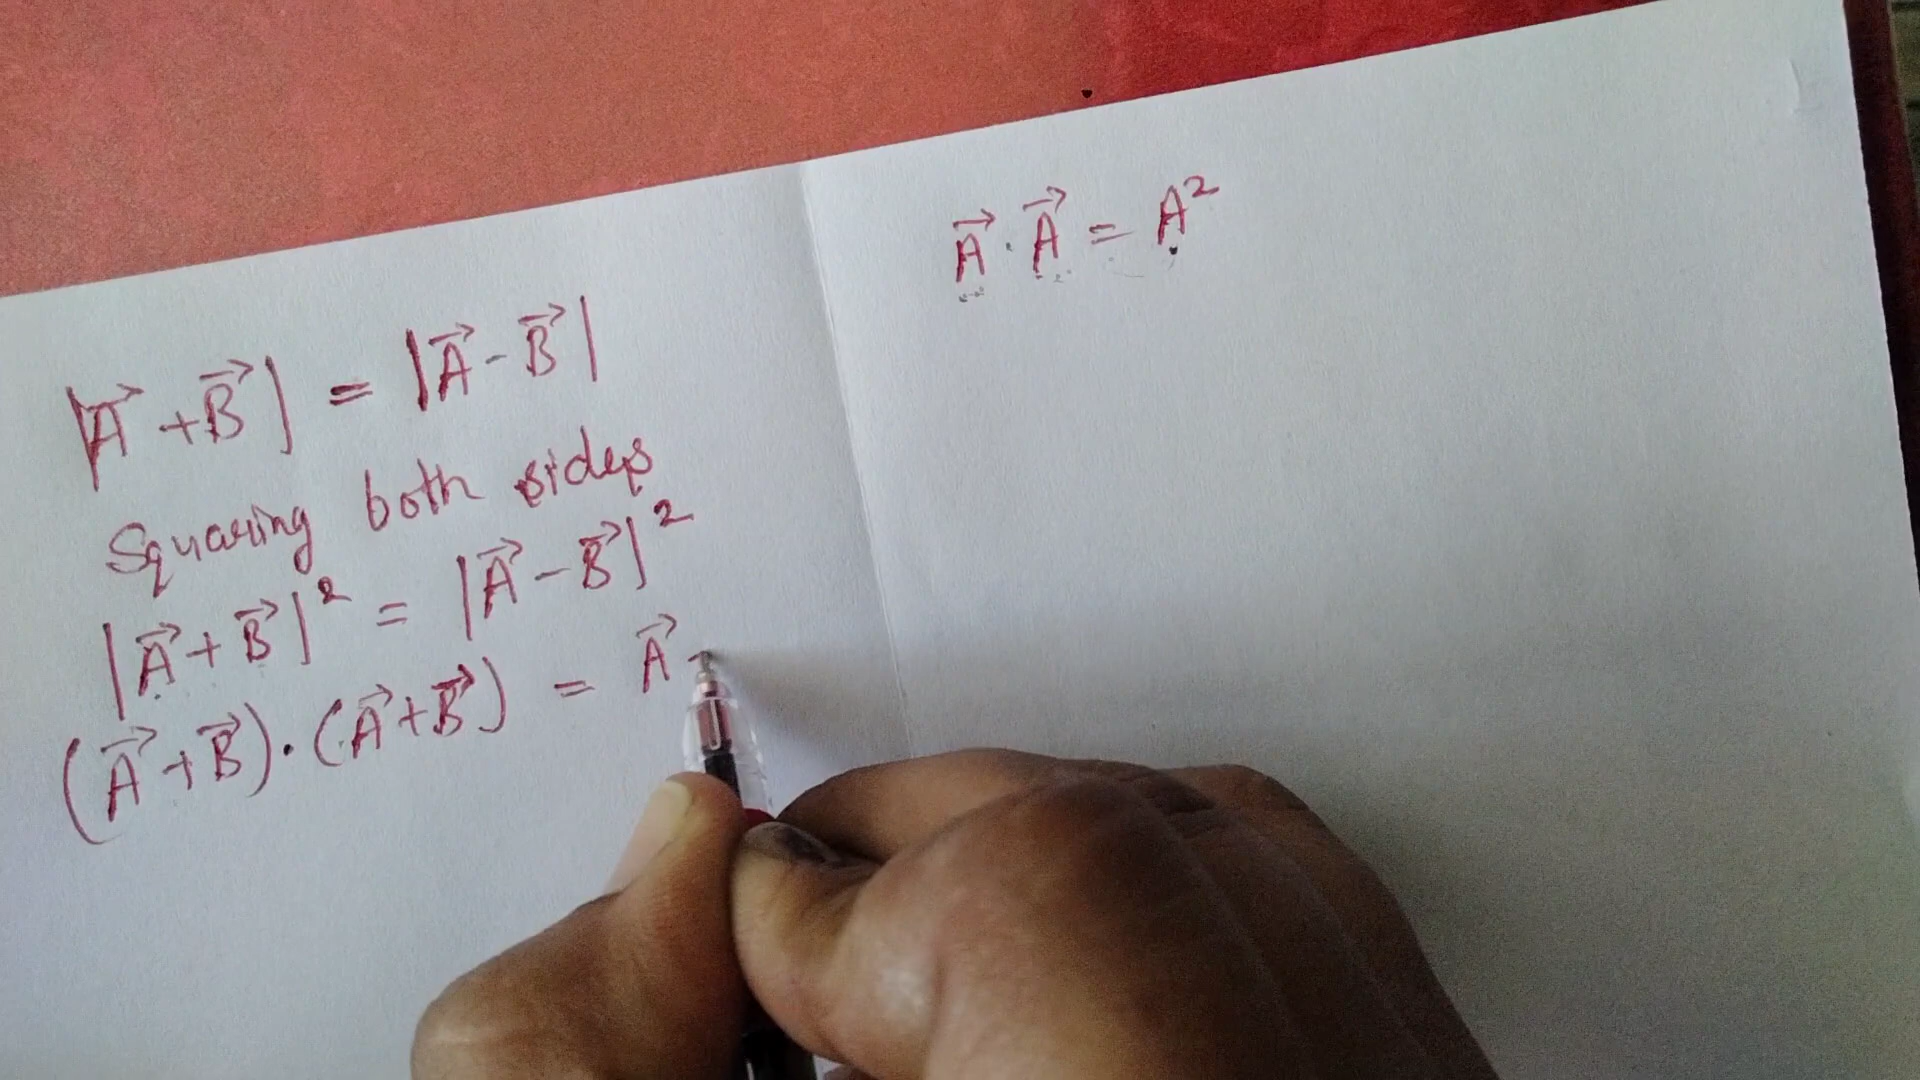 |A⃗ + B⃗| = |A⃗ - B⃗|
Squaring both sides
|A⃗ + B⃗|² = |A⃗ - B⃗|²
(A⃗ + B⃗) · (A⃗ + B⃗) = A⃗ -
A⃗ · A⃗ = A²